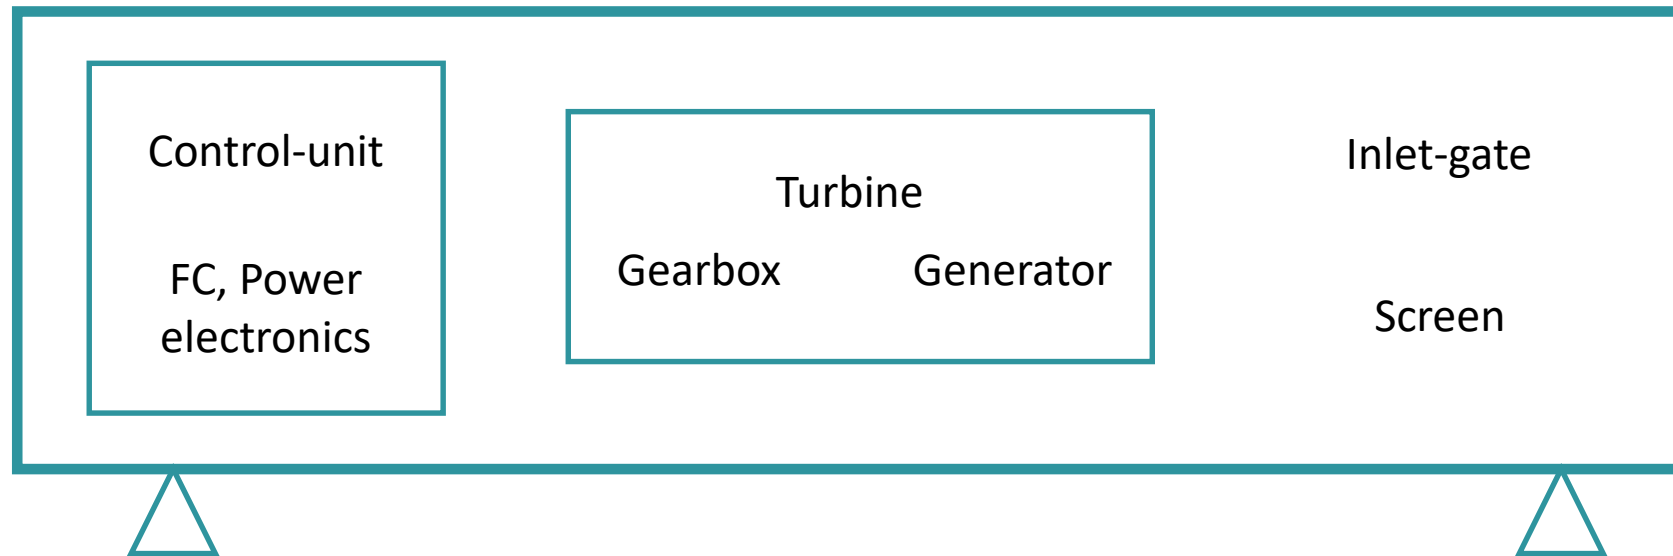 Control-unit
FC, Power
electronics
Turbine
Gearbox Generator
Inlet-gate
Screen